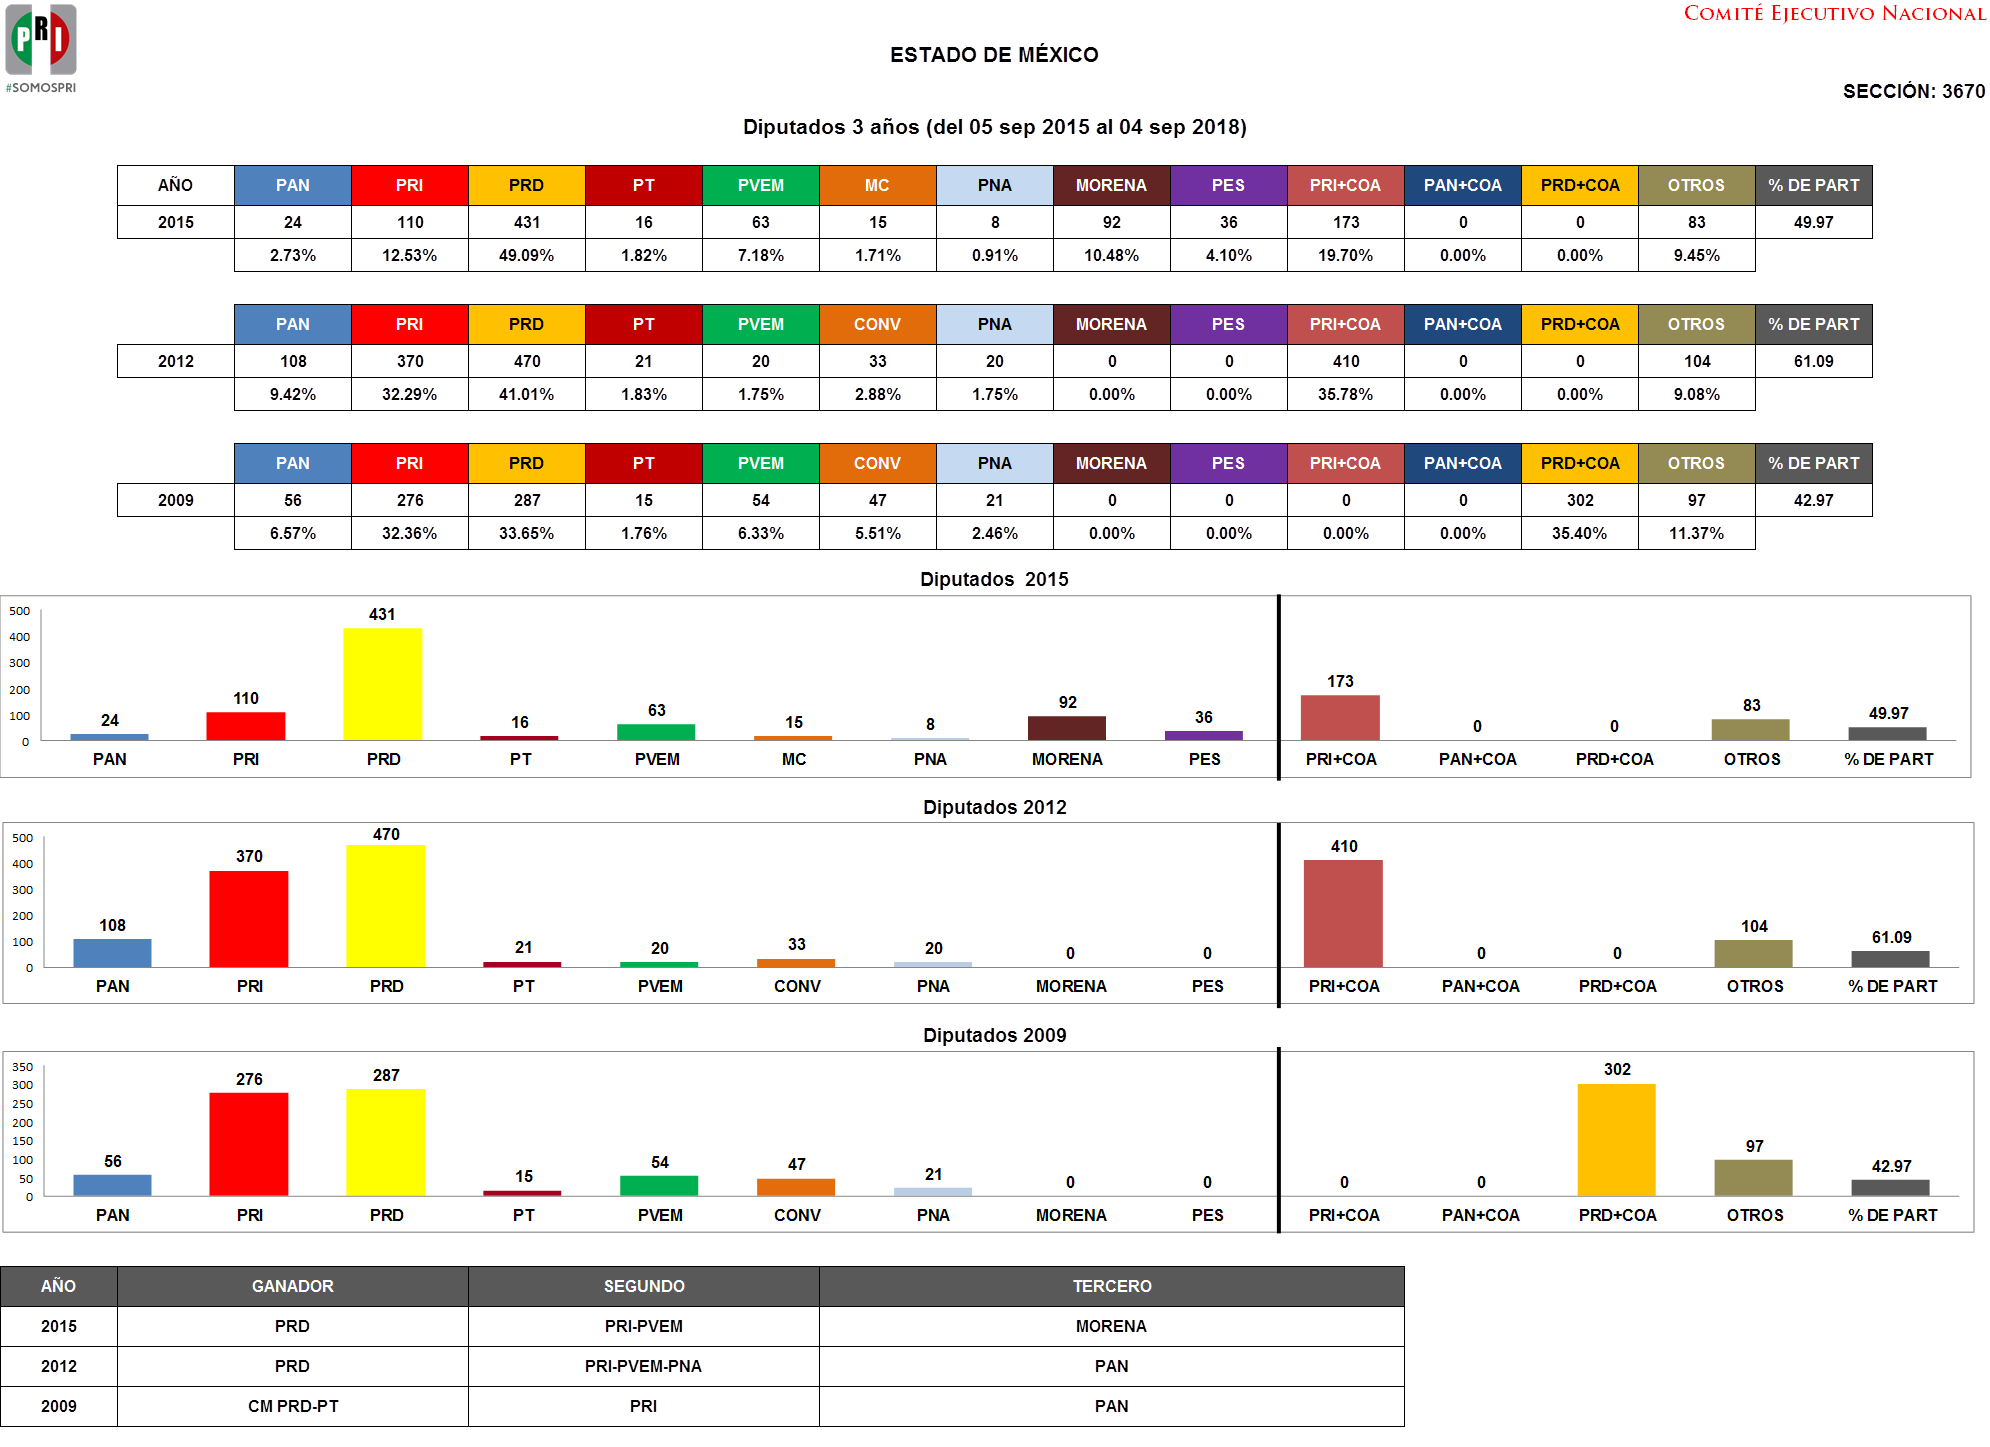 PRI
#SOMOSPRI
COMITÉ EJECUTIVO NACIONAL
ESTADO DE MÉXICO
SECCIÓN: 3670
Diputados 3 años (del 05 sep 2015 al 04 sep 2018)
AÑO PAN PRI PRD PT PVEM MC PNA MORENA PES PRI+COA PAN+COA PRD+COA OTROS % DE PART
2015 24 110 431 16 63 15 8 92 36 173 0 0 83 49.97
2.73% 12.53% 49.09% 1.82% 7.18% 1.71% 0.91% 10.48% 4.10% 19.70% 0.00% 0.00% 9.45%
PAN PRI PRD PT PVEM CONV PNA MORENA PES PRI+COA PAN+COA PRD+COA OTROS % DE PART
2012 108 370 470 21 20 33 20 0 0 410 0 0 104 61.09
9.42% 32.29% 41.01% 1.83% 1.75% 2.88% 1.75% 0.00% 0.00% 35.78% 0.00% 0.00% 9.08%
PAN PRI PRD PT PVEM CONV PNA MORENA PES PRI+COA PAN+COA PRD+COA OTROS % DE PART
2009 56 276 287 15 54 47 21 0 0 0 0 302 97 42.97
6.57% 32.36% 33.65% 1.76% 6.33% 5.51% 2.46% 0.00% 0.00% 0.00% 0.00% 35.40% 11.37%
Diputados 2015
500
400
300
200
100
0
24 110 431 16 63 15 8 92 36 173 0 0 83 49.97
PAN PRI PRD PT PVEM MC PNA MORENA PES PRI+COA PAN+COA PRD+COA OTROS % DE PART
Diputados 2012
500
400
300
200
100
0
108 370 470 21 20 33 20 0 0 410 0 0 104 61.09
PAN PRI PRD PT PVEM CONV PNA MORENA PES PRI+COA PAN+COA PRD+COA OTROS % DE PART
Diputados 2009
350
300
250
200
150
100
50
0
56 276 287 15 54 47 21 0 0 0 0 302 97 42.97
PAN PRI PRD PT PVEM CONV PNA MORENA PES PRI+COA PAN+COA PRD+COA OTROS % DE PART
AÑO GANADOR SEGUNDO TERCERO
2015 PRD PRI-PVEM MORENA
2012 PRD PRI-PVEM-PNA PAN
2009 CM PRD-PT PRI PAN